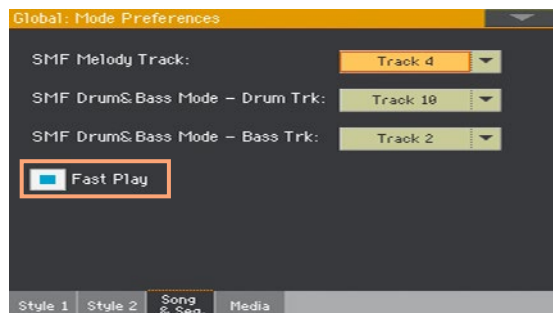 Global: Mode Preferences
SMF Melody Track: Track 4
SMF Drum& Bass Mode - Drum Trk: Track 10
SMF Drum& Bass Mode - Bass Trk: Track 2
Fast Play
Style 1 Style 2 Song & Seq. Media